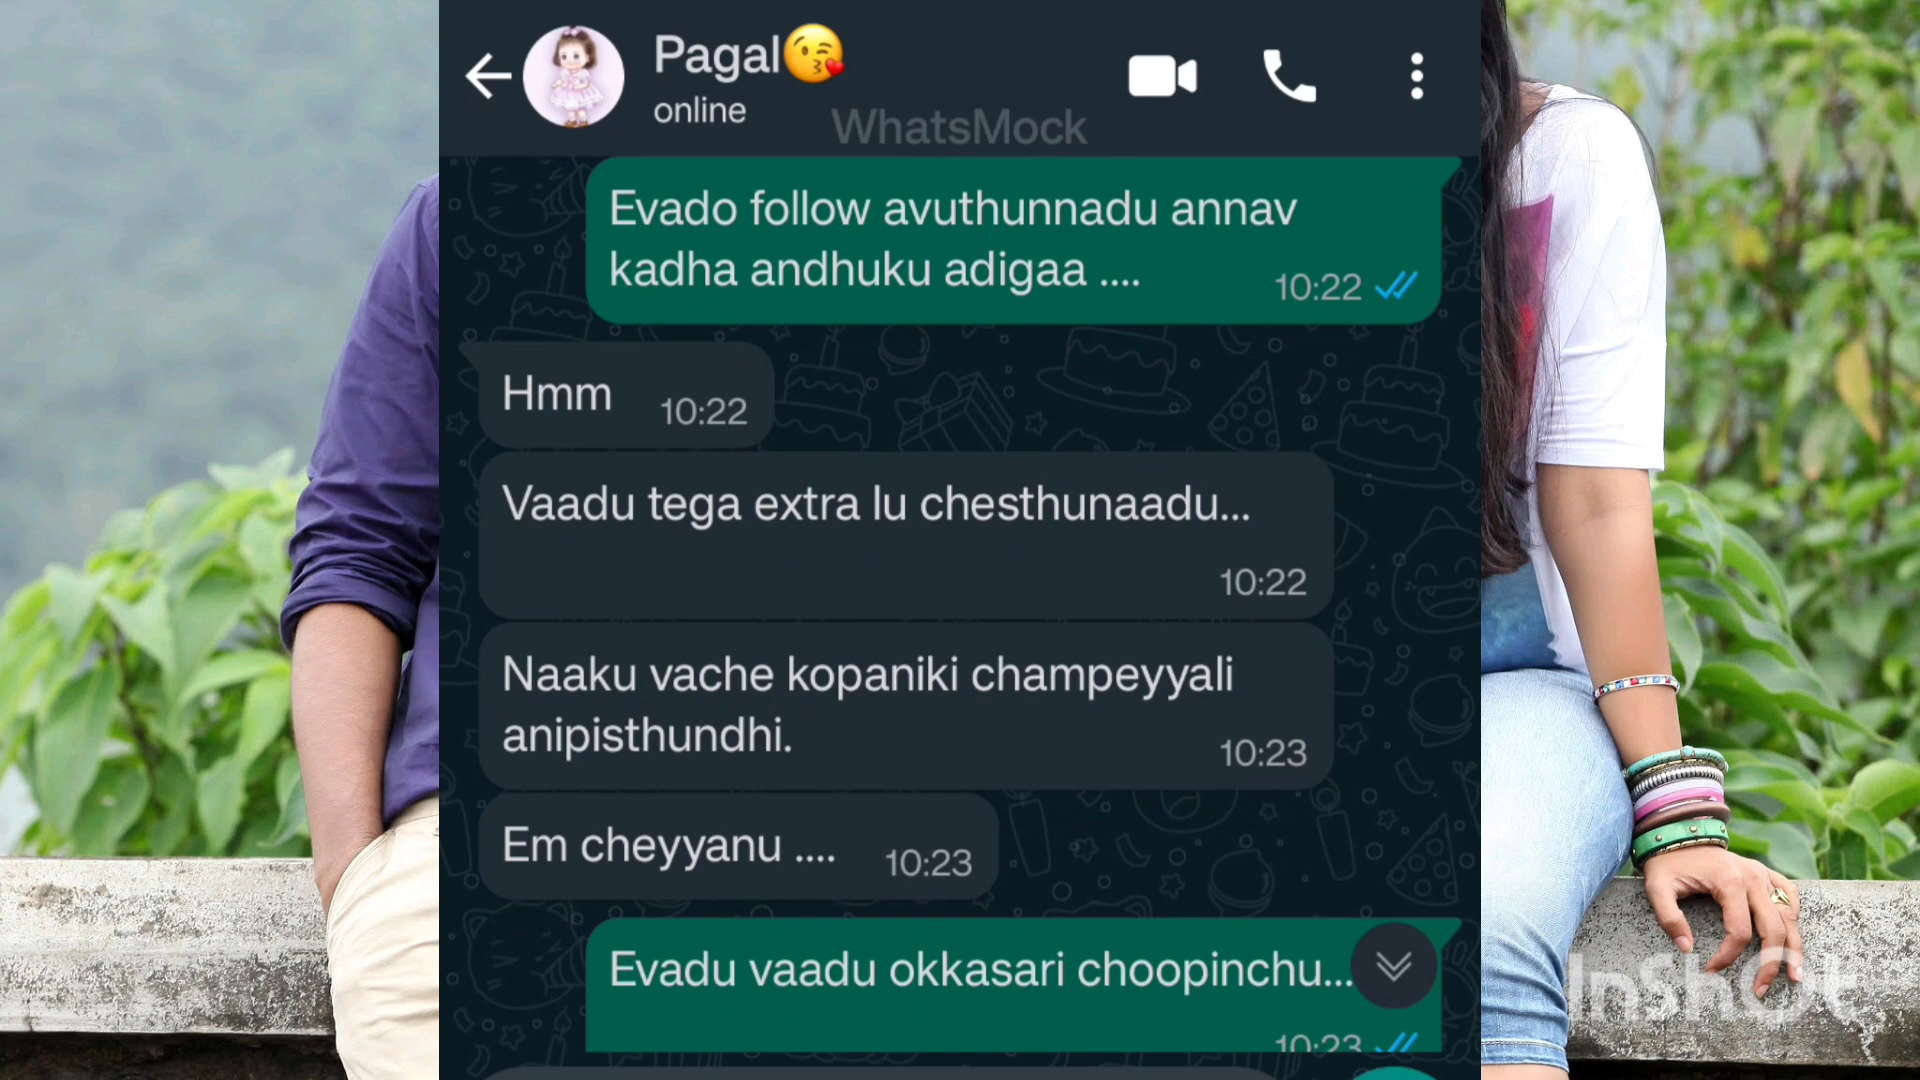 Pagal😘
online
WhatsMock
Evado follow avuthunnadu annav
kadha andhuku adigaa ....
10:22
Hmm
10:22
Vaadu tega extra lu chesthunaadu...
10:22
Naaku vache kopaniki champeyyali
anipisthundhi.
10:23
Em cheyyanu ....
10:23
Evadu vaadu okkasari choopinchu...
10:23
InShOt